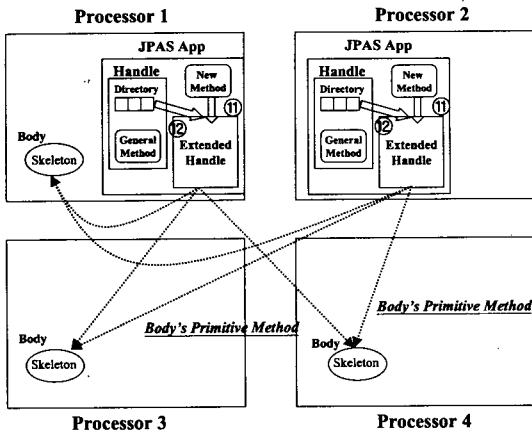 Processor 1
Processor 2
JPAS App
JPAS App
Handle
Directory
New
Method
⑪
⑫
General
Method
Extended
Handle
Body
Skeleton
Handle
Directory
New
Method
⑪
⑫
General
Method
Extended
Handle
Body's Primitive Method
Body's Primitive Method
Body
Skeleton
Body
Skeleton
Processor 3
Processor 4